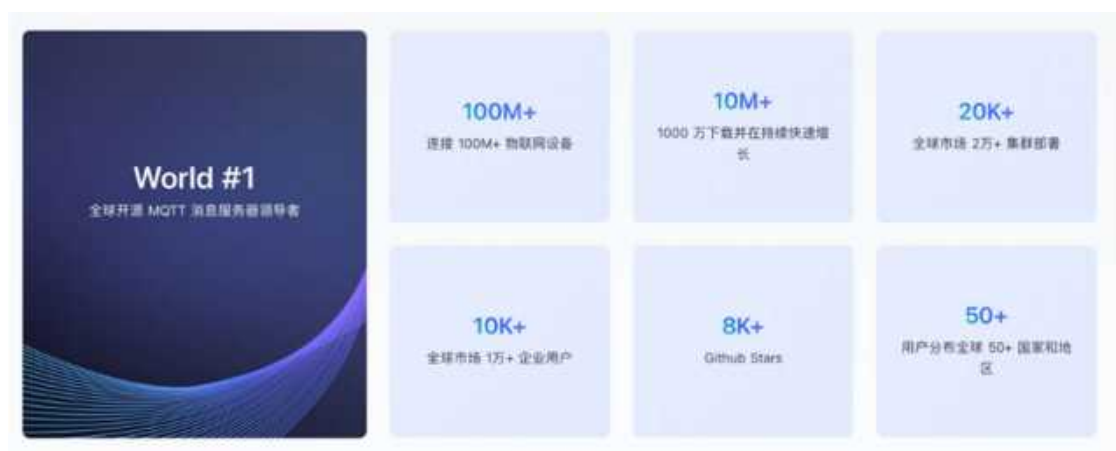 World #1
全球开源 MQTT 消息服务器领导者
100M+
连接 100M+ 物联网设备
10M+
1000 万下载并在持续快速增
长
20K+
全球市场 2万+ 集群部署
10K+
全球市场 1万+ 企业用户
8K+
Github Stars
50+
用户分布全球 50+ 国家和地
区